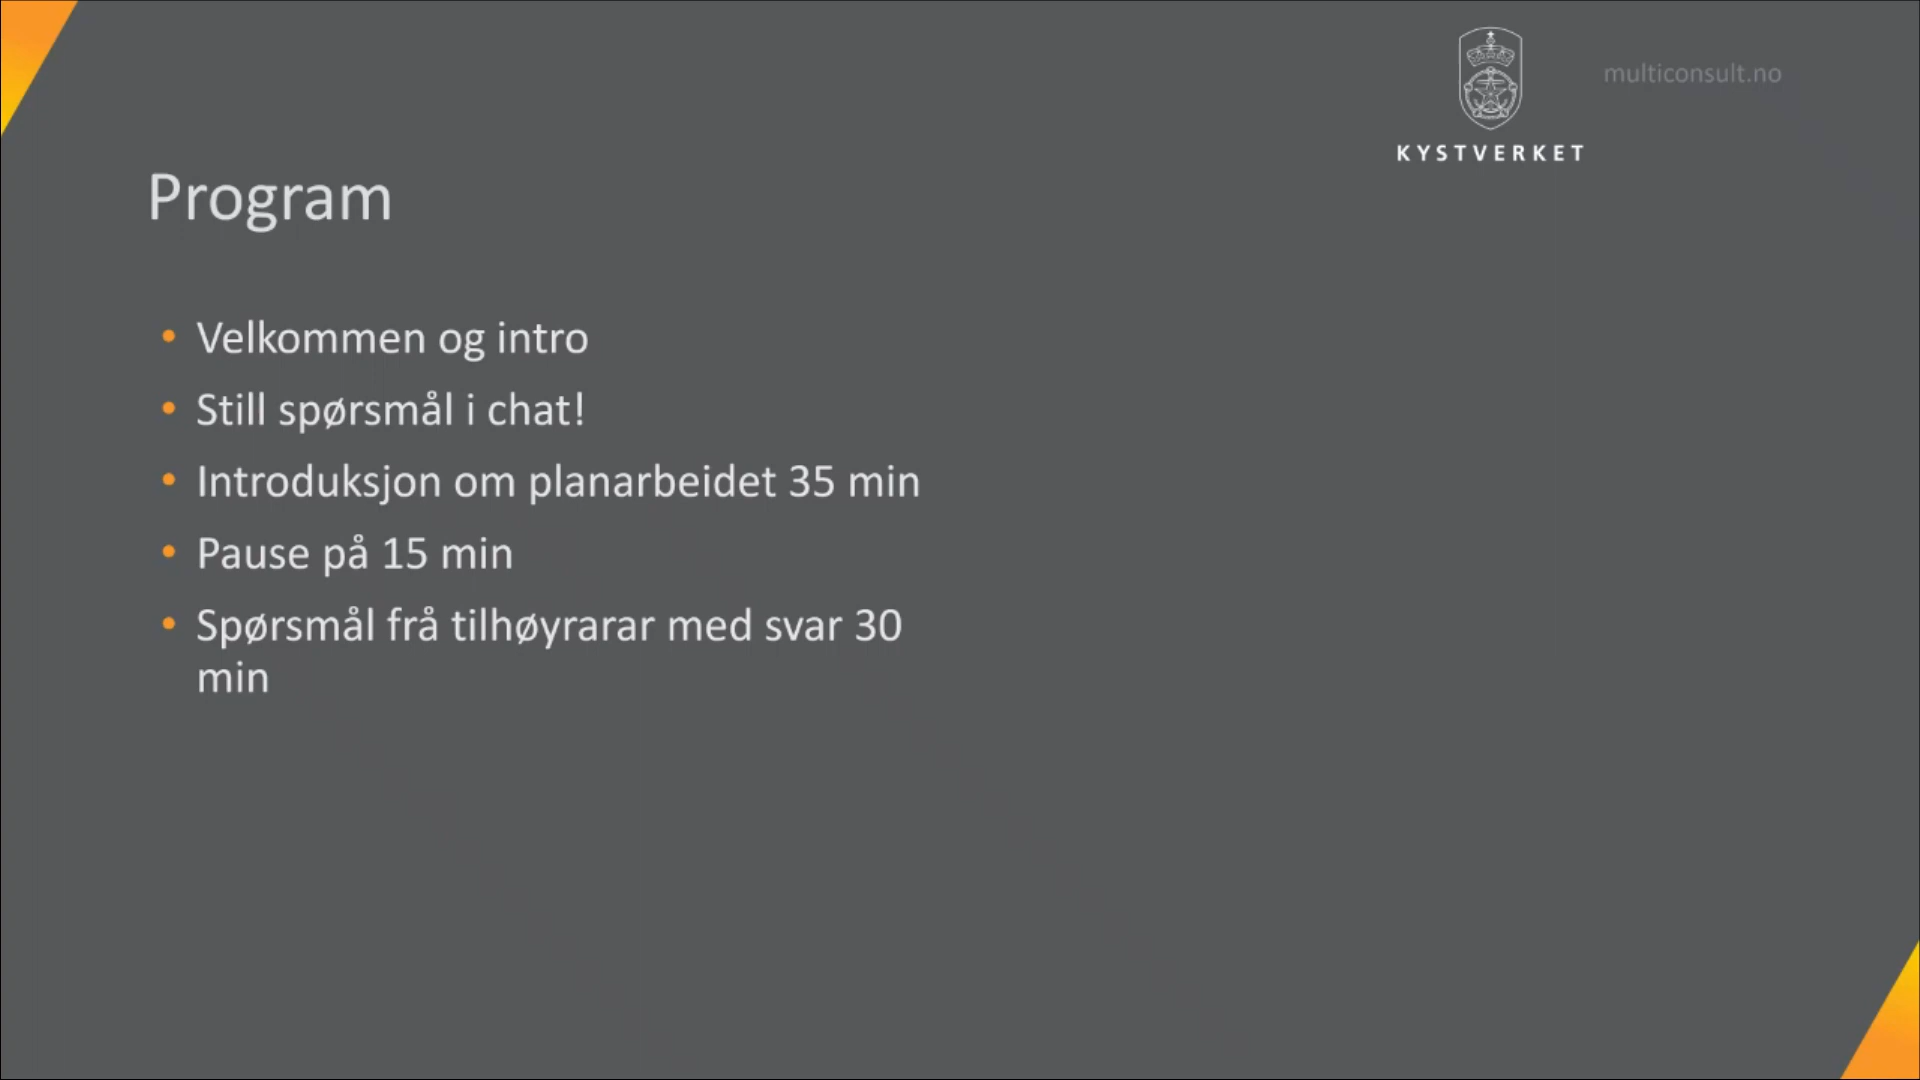 multiconsult.no
KYSTVERKET
Program
• Velkommen og intro
• Still spørsmål i chat!
• Introduksjon om planarbeidet 35 min
• Pause på 15 min
• Spørsmål frå tilhøyrarar med svar 30
min